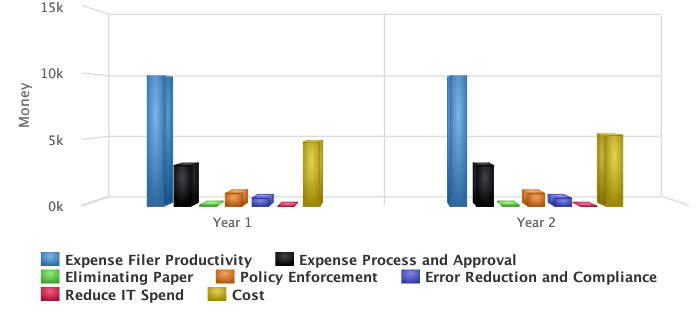 15k
10k
5k
0k
Money
Year 1 Year 2
Expense Filer Productivity Expense Process and Approval
Eliminating Paper Policy Enforcement Error Reduction and Compliance
Reduce IT Spend Cost